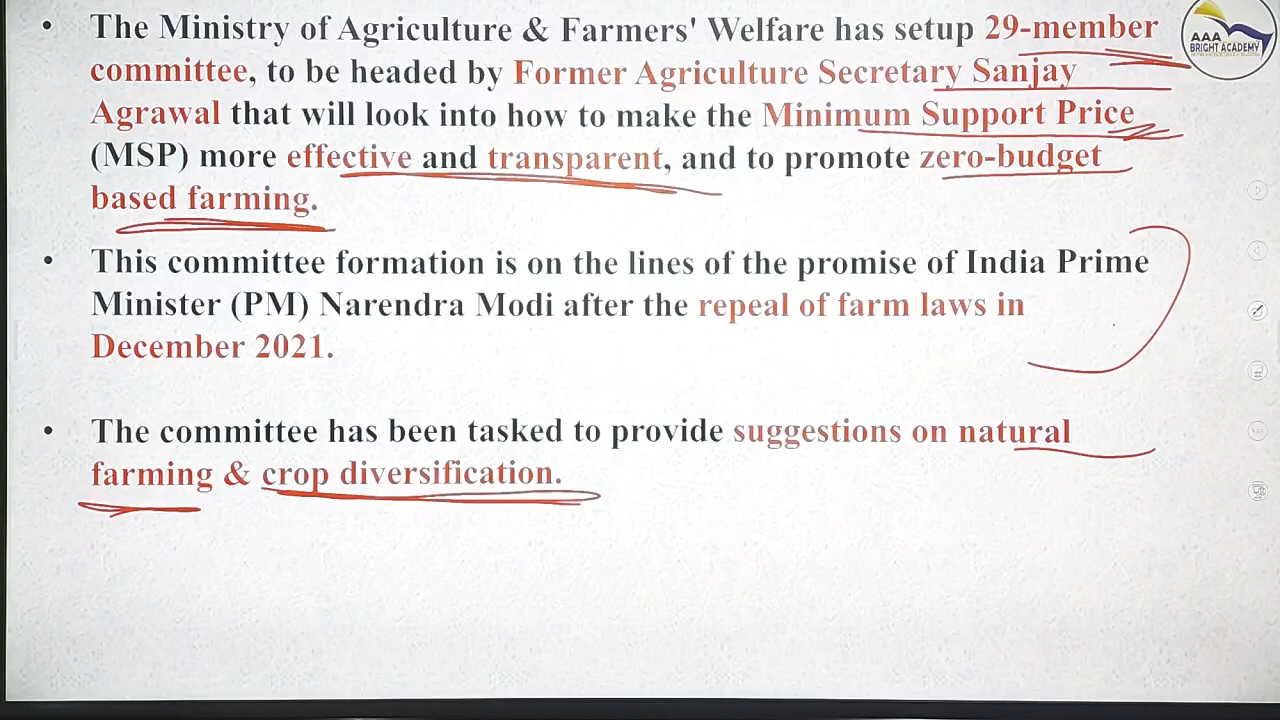 • The Ministry of Agriculture & Farmers' Welfare has setup 29-member
committee, to be headed by Former Agriculture Secretary Sanjay
Agrawal that will look into how to make the Minimum Support Price
(MSP) more effective and transparent, and to promote zero-budget
based farming.
• This committee formation is on the lines of the promise of India Prime
Minister (PM) Narendra Modi after the repeal of farm laws in
December 2021.
• The committee has been tasked to provide suggestions on natural
farming & crop diversification.
AAA
BRIGHT ACADEMY